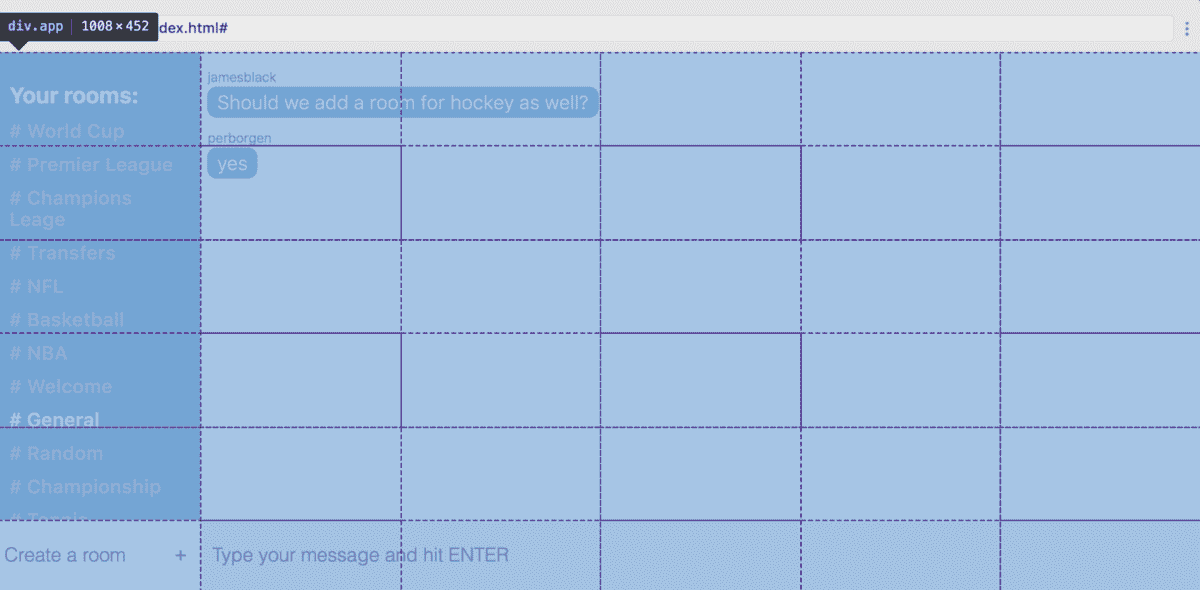 div.app 1008 × 452
dex.html#
Your rooms:
# World Cup
# Premier League
# Champions
Leage
# Transfers
# NFL
# Basketball
# NBA
# Welcome
# General
# Random
# Championship
# Tennis
Create a room +
jamesblack
Should we add a room for hockey as well?
perborgen
yes
Type your message and hit ENTER